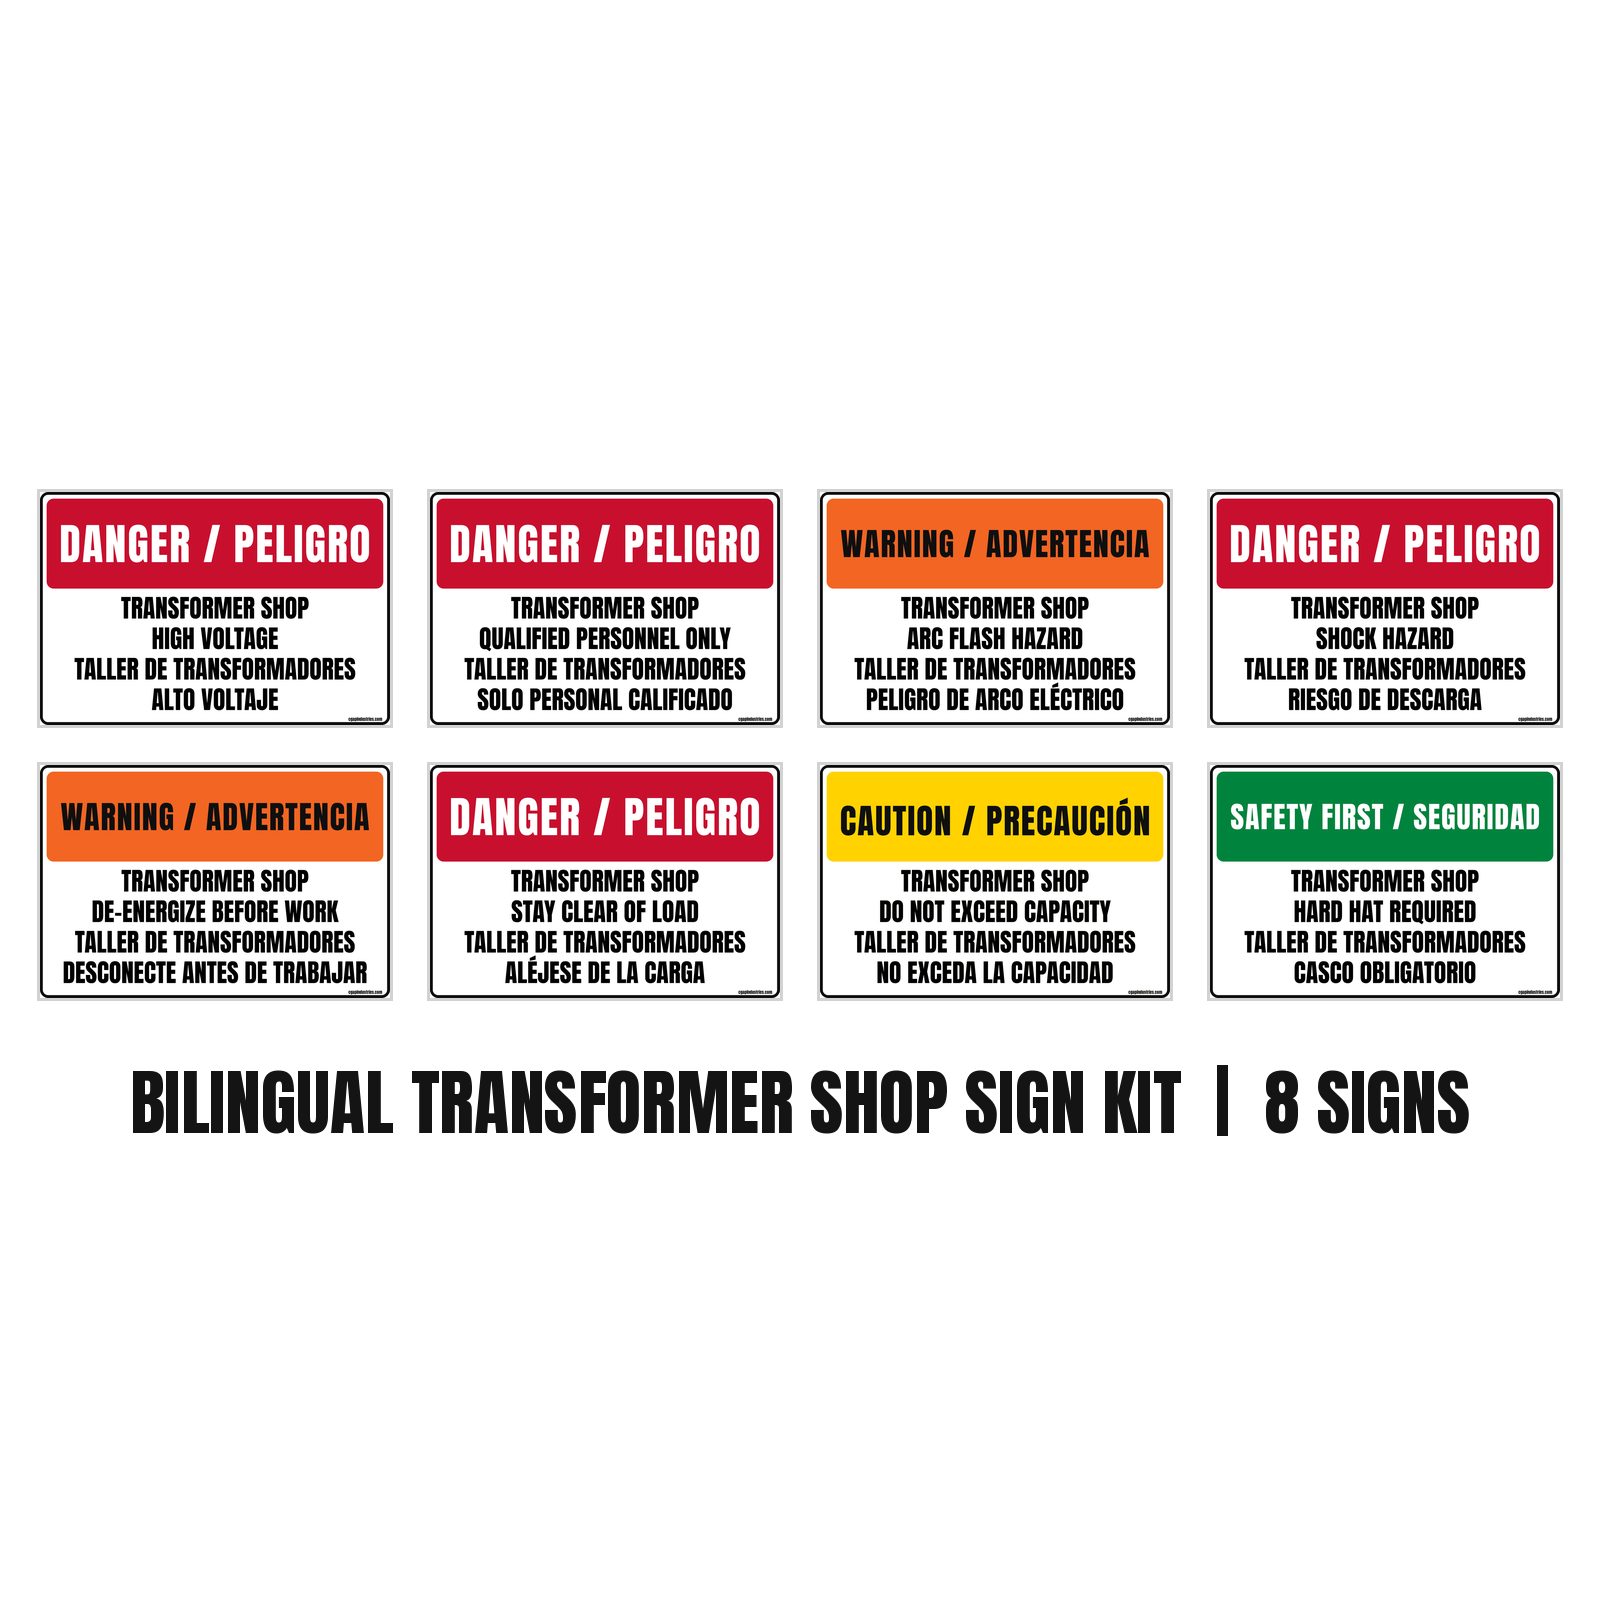 DANGER / PELIGRO
TRANSFORMER SHOP
HIGH VOLTAGE
TALLER DE TRANSFORMADORES
ALTO VOLTAJE
DANGER / PELIGRO
TRANSFORMER SHOP
QUALIFIED PERSONNEL ONLY
TALLER DE TRANSFORMADORES
SOLO PERSONAL CALIFICADO
WARNING / ADVERTENCIA
TRANSFORMER SHOP
ARC FLASH HAZARD
TALLER DE TRANSFORMADORES
PELIGRO DE ARCO ELÉCTRICO
DANGER / PELIGRO
TRANSFORMER SHOP
SHOCK HAZARD
TALLER DE TRANSFORMADORES
RIESGO DE DESCARGA
WARNING / ADVERTENCIA
TRANSFORMER SHOP
DE-ENERGIZE BEFORE WORK
TALLER DE TRANSFORMADORES
DESCONECTE ANTES DE TRABAJAR
DANGER / PELIGRO
TRANSFORMER SHOP
STAY CLEAR OF LOAD
TALLER DE TRANSFORMADORES
ALÉJESE DE LA CARGA
CAUTION / PRECAUCIÓN
TRANSFORMER SHOP
DO NOT EXCEED CAPACITY
TALLER DE TRANSFORMADORES
NO EXCEDA LA CAPACIDAD
SAFETY FIRST / SEGURIDAD
TRANSFORMER SHOP
HARD HAT REQUIRED
TALLER DE TRANSFORMADORES
CASCO OBLIGATORIO
BILINGUAL TRANSFORMER SHOP SIGN KIT | 8 SIGNS